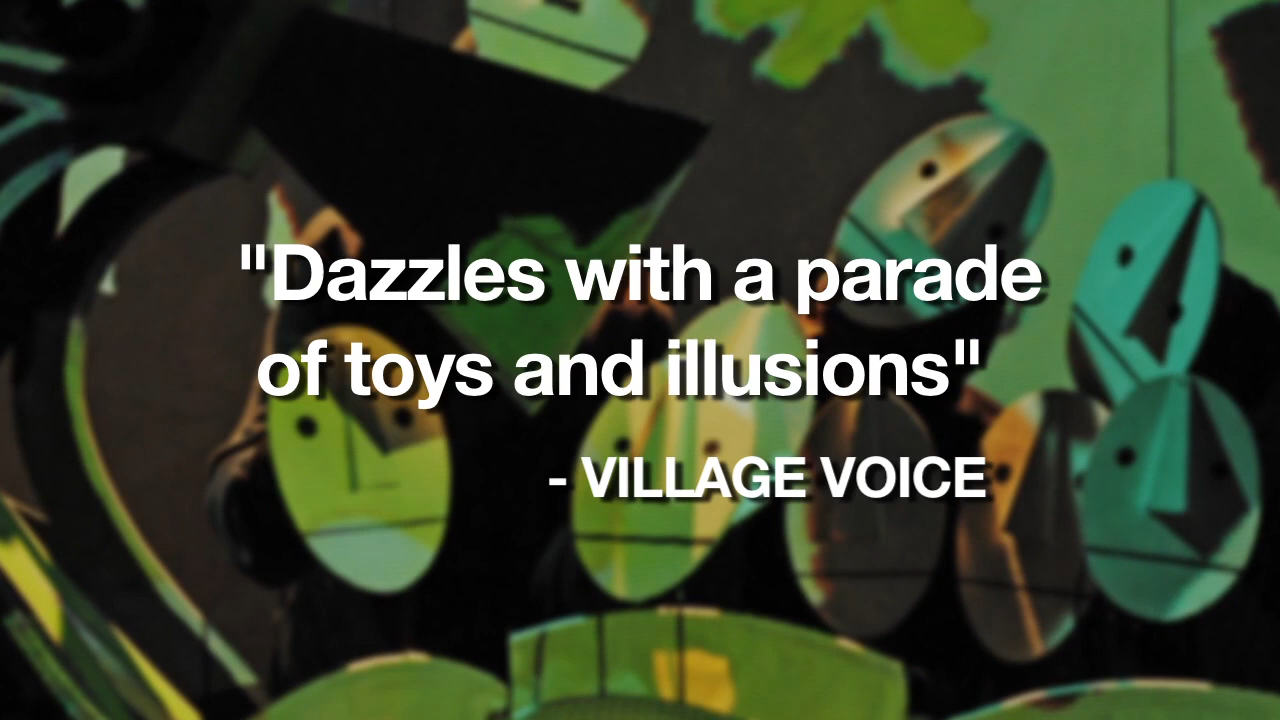 "Dazzles with a parade
of toys and illusions"
- VILLAGE VOICE